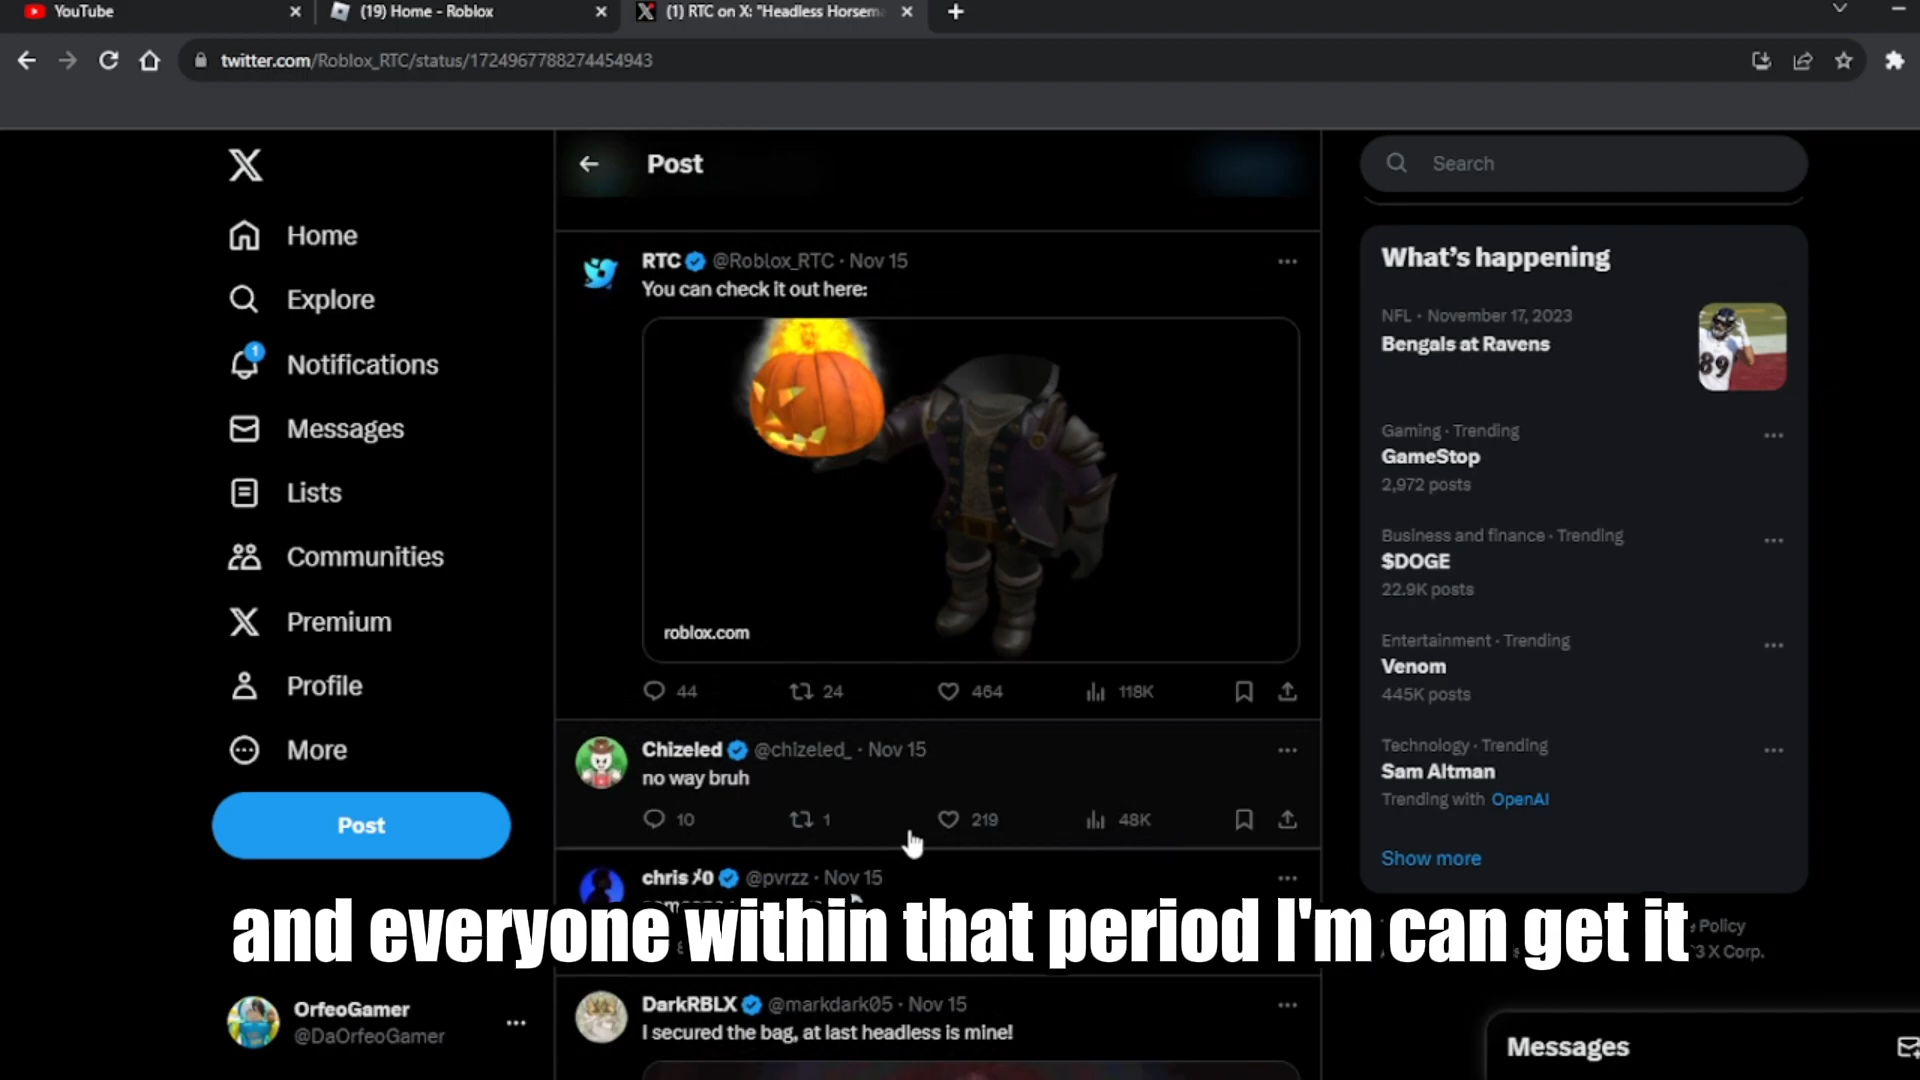 YouTube
(19) Home - Roblox
(1) RTC on X: "Headless Horsem
twitter.com/Roblox_RTC/status/1724967788274454943
Home
Explore
1
Notifications
Messages
Lists
Communities
Premium
Profile
More
Post
OrfeoGamer
@DaOrfeoGamer
Post
RTC @Roblox_RTC · Nov 15
You can check it out here:
roblox.com
44 24 464 118K
Chizeled @chizeled_ · Nov 15
no way bruh
10 1 219 48K
@pvrzz · Nov 15
and everyone within that period I'm can get it
DarkRBLX @markdark05 · Nov 15
I secured the bag, at last headless is mine!
Search
What's happening
NFL · November 17, 2023
Bengals at Ravens
89
Gaming · Trending
GameStop
2,972 posts
Business and finance · Trending
$DOGE
22.9K posts
Entertainment · Trending
Venom
445K posts
Technology · Trending
Sam Altman
Trending with OpenAI
Show more
Policy
X Corp.
Messages